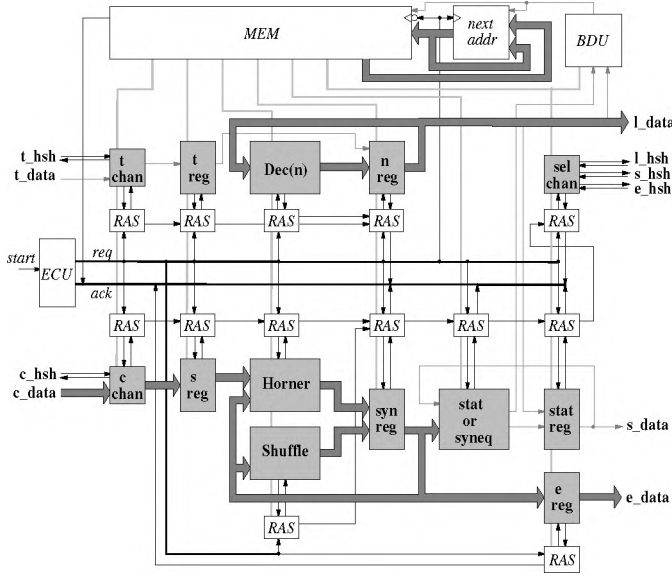 MEM
next
addr
BDU
l_data
t_hsh
t_data
t
chan
t
reg
Dec(n)
n
reg
sel
chan
l_hsh
s_hsh
e_hsh
RAS
RAS
RAS
RAS
RAS
start
ECU
req
ack
RAS
RAS
RAS
RAS
RAS
RAS
c_hsh
c_data
c
chan
s
reg
Horner
Shuffle
syn
reg
stat
or
syneq
stat
reg
s_data
e
reg
e_data
RAS
RAS